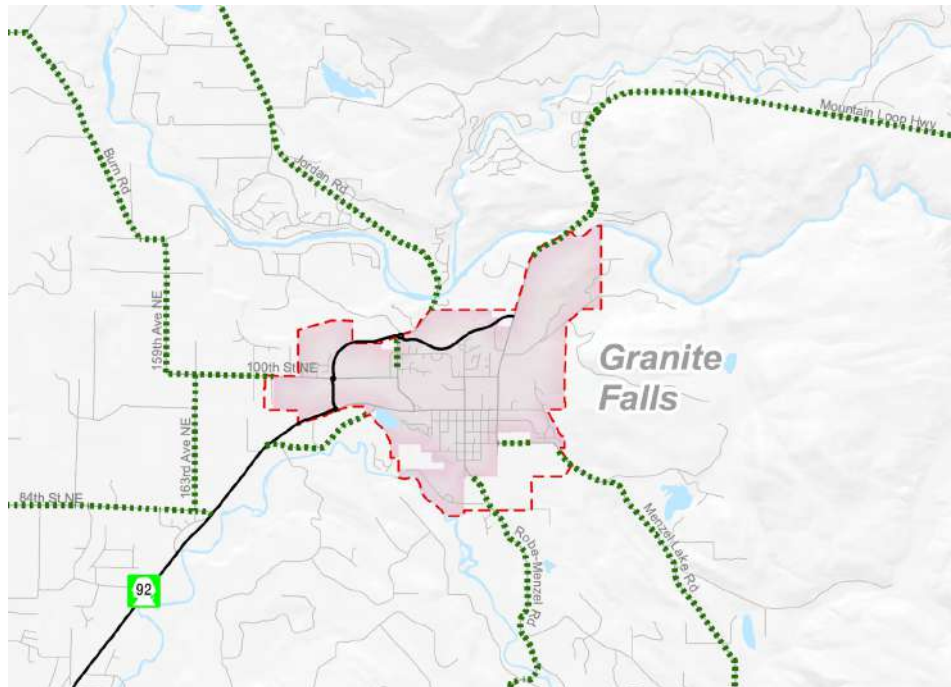 Mountain Loop Hwy
Burn Rd
Jordan Rd
159th Ave NE
100th St NE
Granite
Falls
163rd Ave NE
84th St NE
Robe-Menzel Rd
Menzel Lake Rd
92